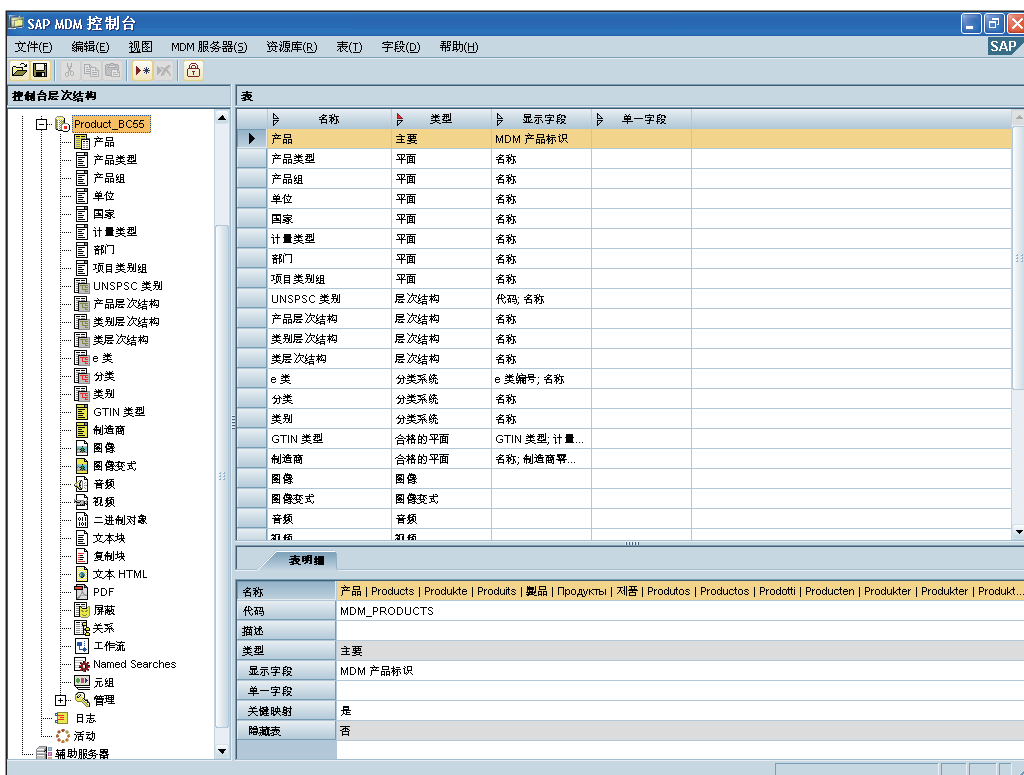 SAP MDM 控制台
文件(F) 编辑(E) 视图 MDM 服务器(S) 资源库(R) 表(T) 字段(D) 帮助(H)
SAP
控制台层次结构
Product_BC55
产品
产品类型
产品组
单位
国家
计量类型
部门
项目类别组
UNSPSC 类别
产品层次结构
类别层次结构
类层次结构
e 类
分类
类别
GTIN 类型
制造商
图像
图像变式
音频
视频
二进制对象
文本块
复制块
文本 HTML
PDF
屏蔽
关系
工作流
Named Searches
元组
管理
日志
活动
辅助服务器
表
名称 类型 显示字段 单一字段
产品 主要 MDM 产品标识
产品类型 平面 名称
产品组 平面 名称
单位 平面 名称
国家 平面 名称
计量类型 平面 名称
部门 平面 名称
项目类别组 平面 名称
UNSPSC 类别 层次结构 代码; 名称
产品层次结构 层次结构 名称
类别层次结构 层次结构 名称
类层次结构 层次结构 名称
e 类 分类系统 e 类编号; 名称
分类 分类系统 名称
类别 分类系统 名称
GTIN 类型 合格的平面 GTIN 类型; 计量...
制造商 合格的平面 名称; 制造商零...
图像 图像
图像变式 图像变式
音频 音频
视频 视频
表明细
名称 产品 | Products | Produkte | Produits | 製品 | Продукты | 제품 | Produtos | Productos | Prodotti | Producten | Produkter | Produkter | Produkt...
代码 MDM_PRODUCTS
描述
类型 主要
显示字段 MDM 产品标识
单一字段
关键映射 是
隐藏表 否